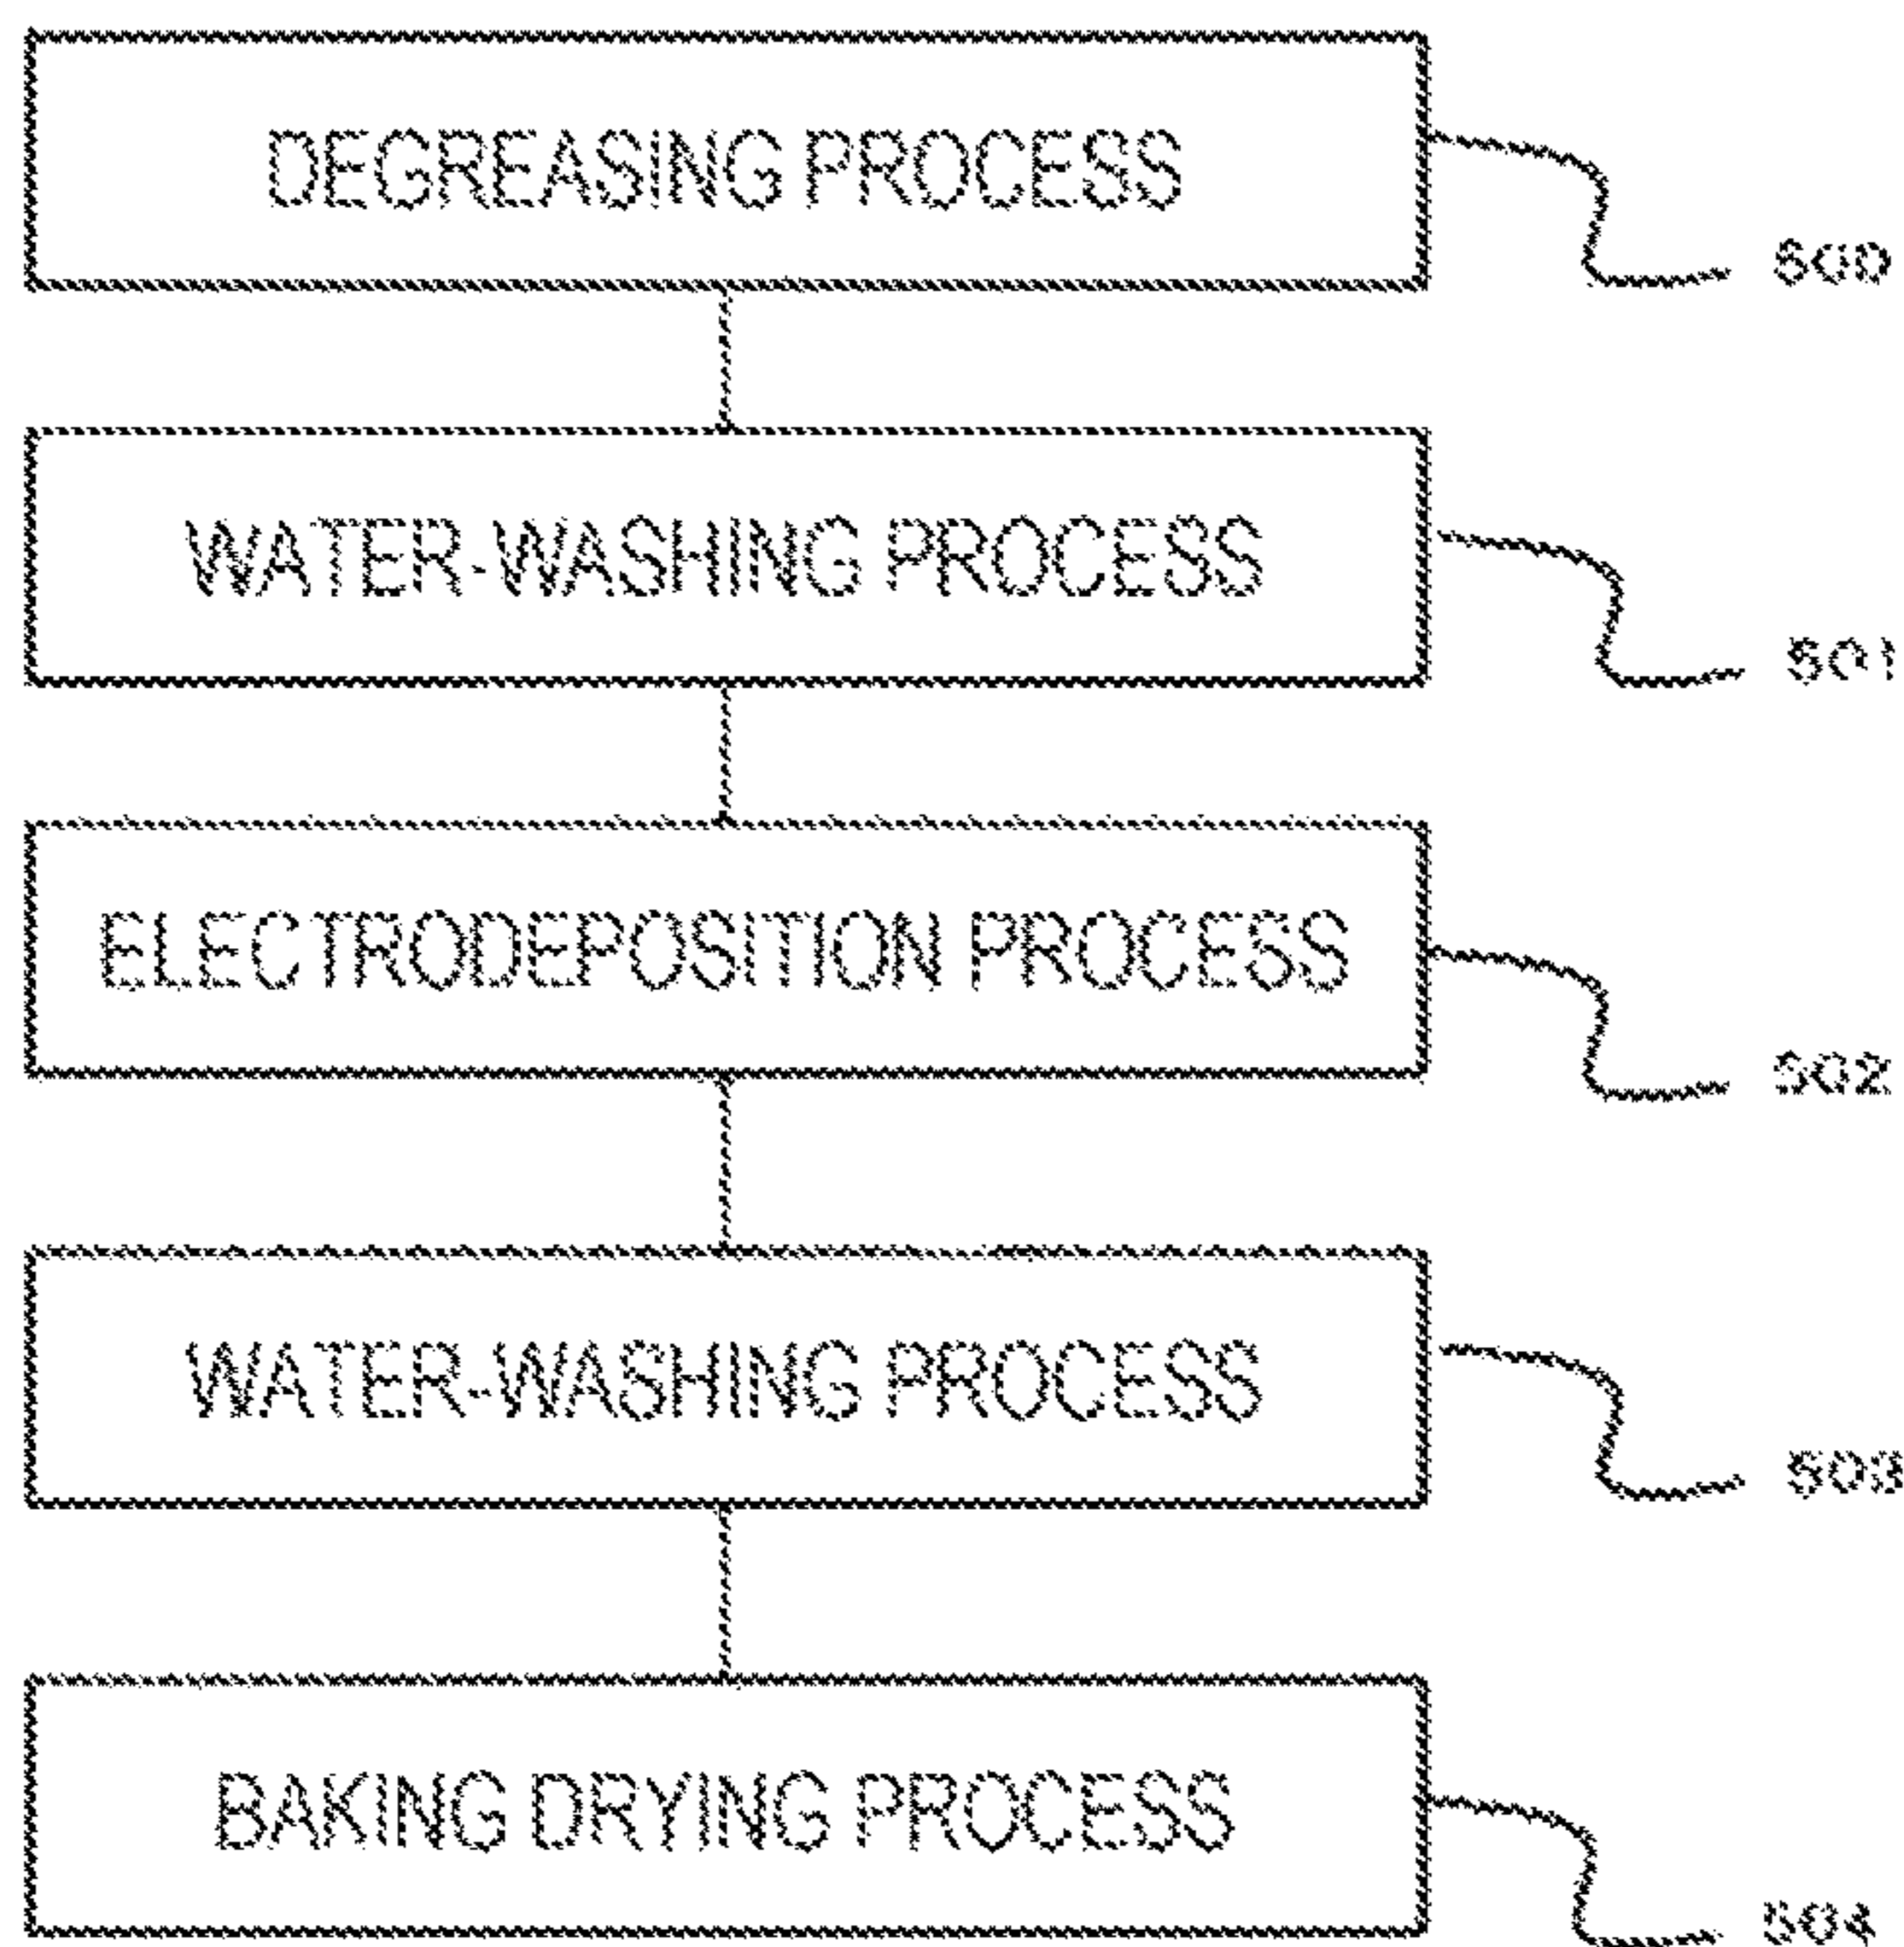 DEGREASING PROCESS
S00
WATER-WASHING PROCESS
S01
ELECTRODEPOSITION PROCESS
S02
WATER-WASHING PROCESS
S03
BAKING DRYING PROCESS
S04